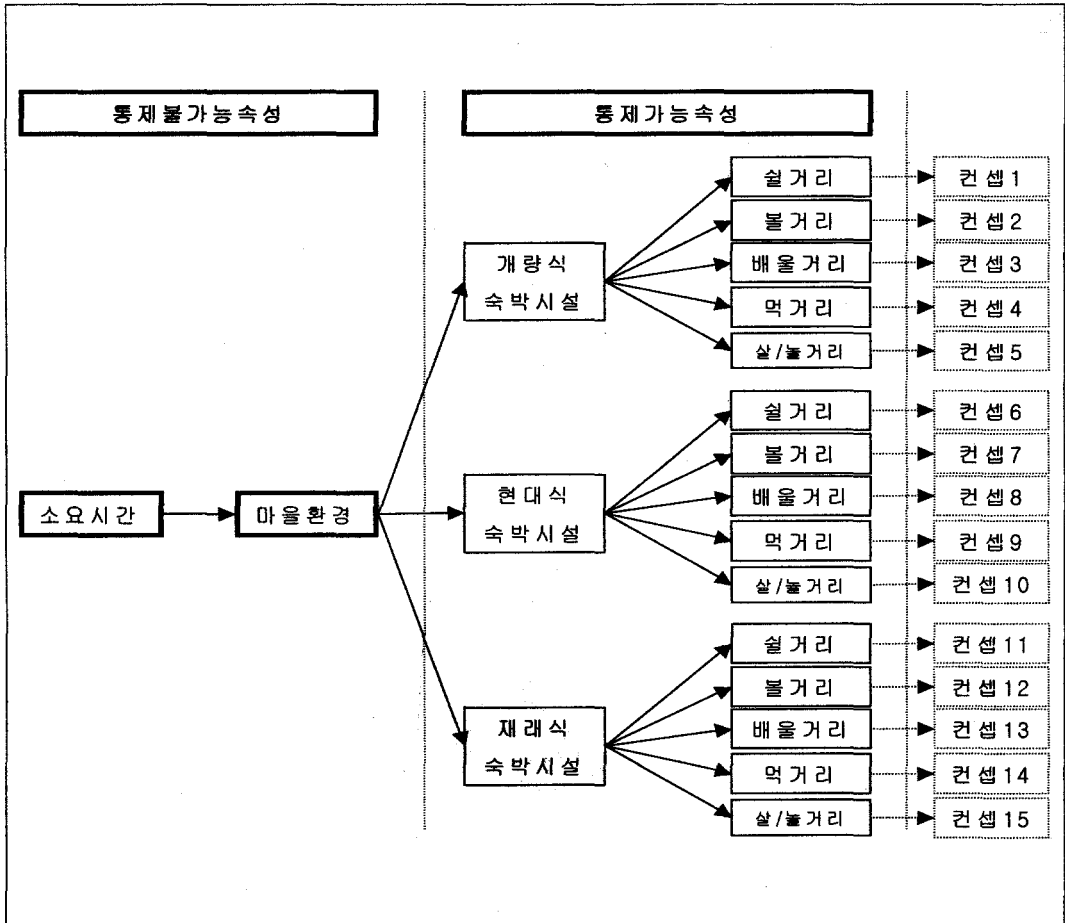 통제불가능속성
통제가능속성
쉴거리
컨셉1
볼거리
컨셉2
개량식
숙박시설
배울거리
컨셉3
먹거리
컨셉4
살/놀거리
컨셉5
쉴거리
컨셉6
볼거리
컨셉7
소요시간
마을환경
현대식
숙박시설
배울거리
컨셉8
먹거리
컨셉9
살/놀거리
컨셉10
쉴거리
컨셉11
볼거리
컨셉12
재래식
숙박시설
배울거리
컨셉13
먹거리
컨셉14
살/놀거리
컨셉15